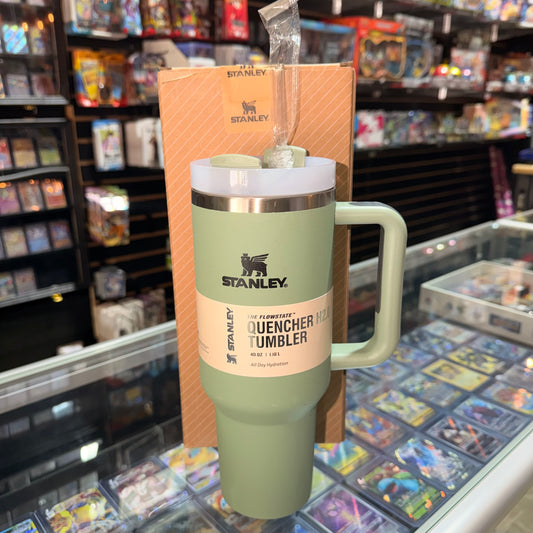 STANLEY
STANLEY
STANLEY
THE FLOWSTATE™
QUENCHER H2.0
TUMBLER
40 OZ | 1.18 L
All Day Hydration
STANLEY